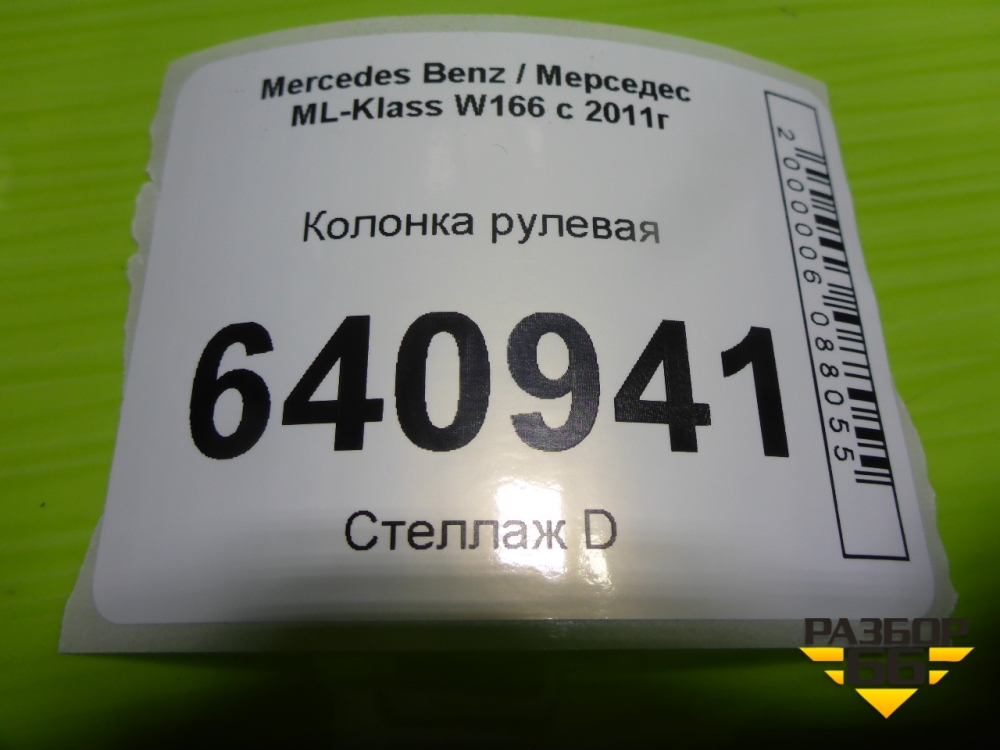 Mercedes Benz / Мерседес
ML-Klass W166 с 2011г
Колонка рулевая
640941
Стеллаж D
2000006088055
РАЗБОР
66